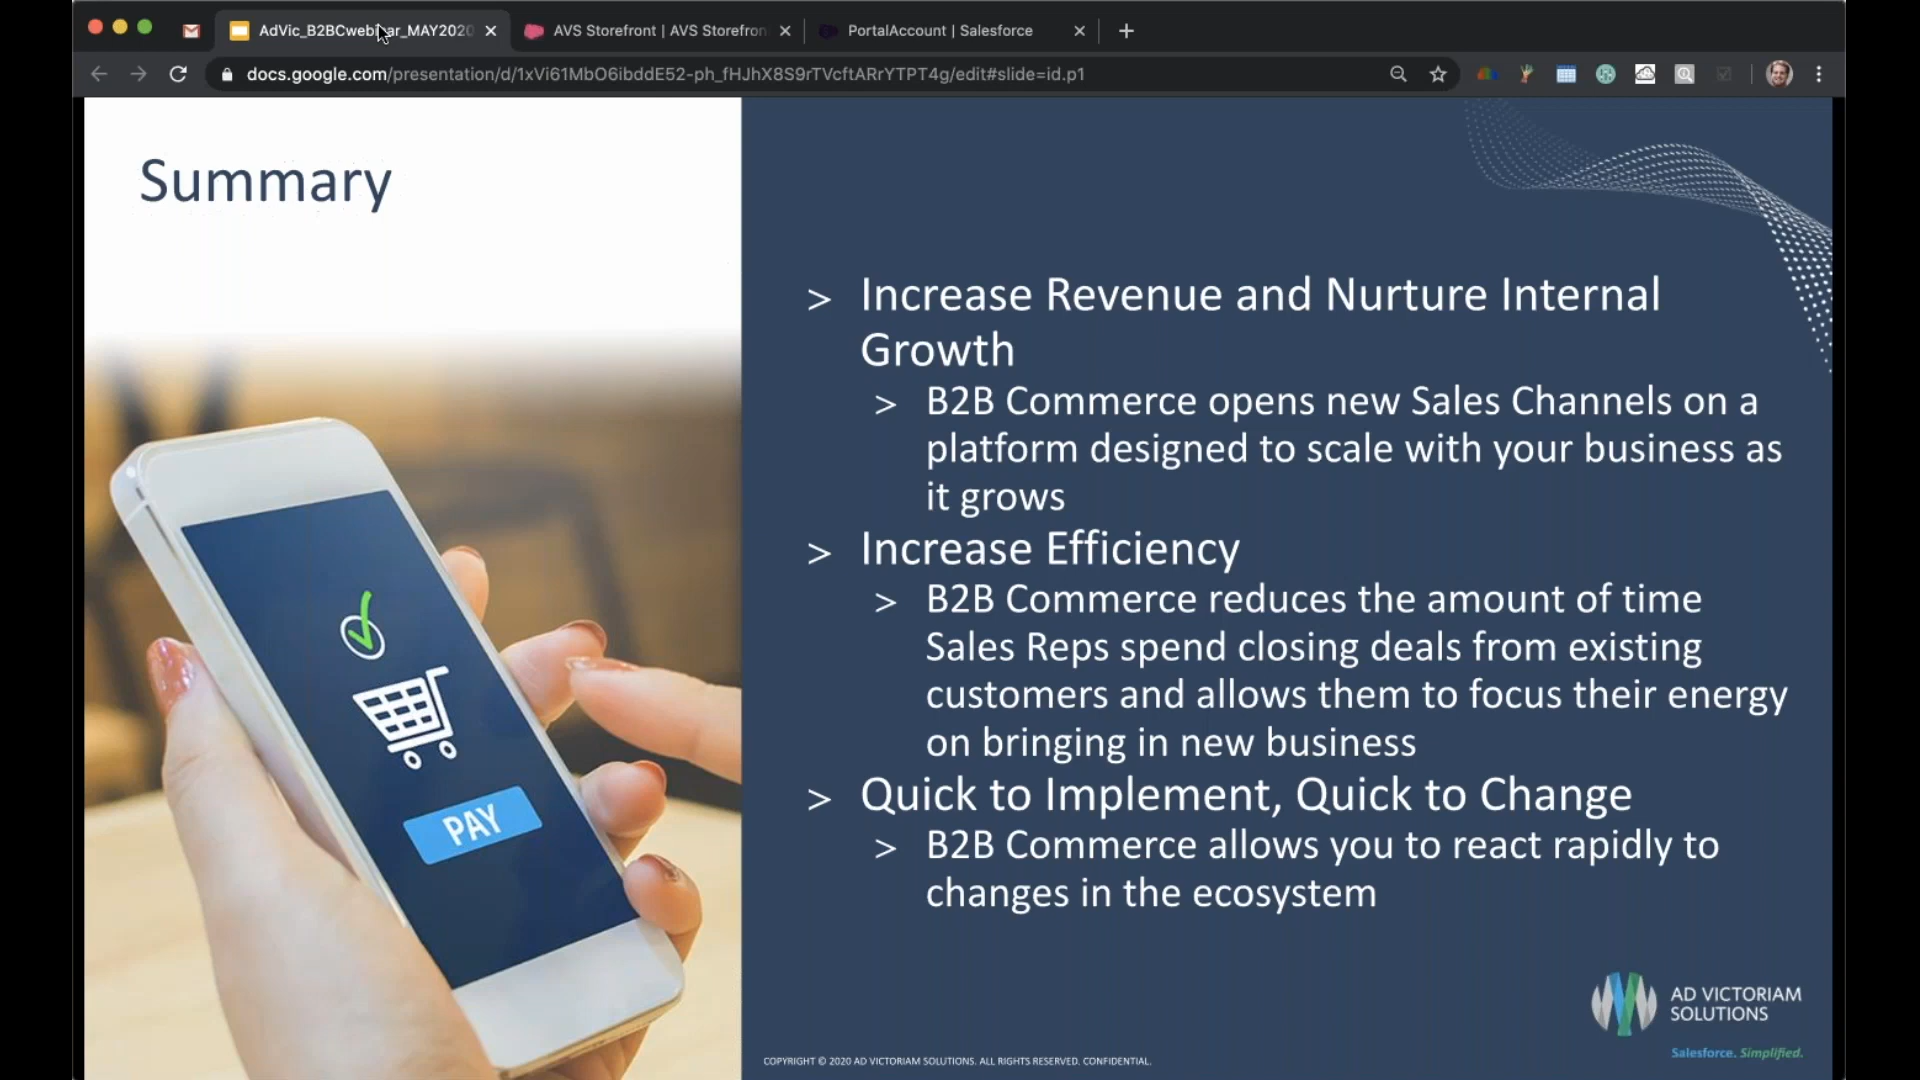 AdVic_B2BCwebinar_MAY2020
AVS Storefront | AVS Storefron
PortalAccount | Salesforce
docs.google.com/presentation/d/1xVi61MbO6ibddE52-ph_fHJhX8S9rTVcftARrYTPT4g/edit#slide=id.p1
Summary
> Increase Revenue and Nurture Internal
Growth
> B2B Commerce opens new Sales Channels on a
platform designed to scale with your business as
it grows
> Increase Efficiency
> B2B Commerce reduces the amount of time
Sales Reps spend closing deals from existing
customers and allows them to focus their energy
on bringing in new business
> Quick to Implement, Quick to Change
> B2B Commerce allows you to react rapidly to
changes in the ecosystem
PAY
AD VICTORIAM
SOLUTIONS
Salesforce. Simplified.
COPYRIGHT © 2020 AD VICTORIAM SOLUTIONS. ALL RIGHTS RESERVED. CONFIDENTIAL.